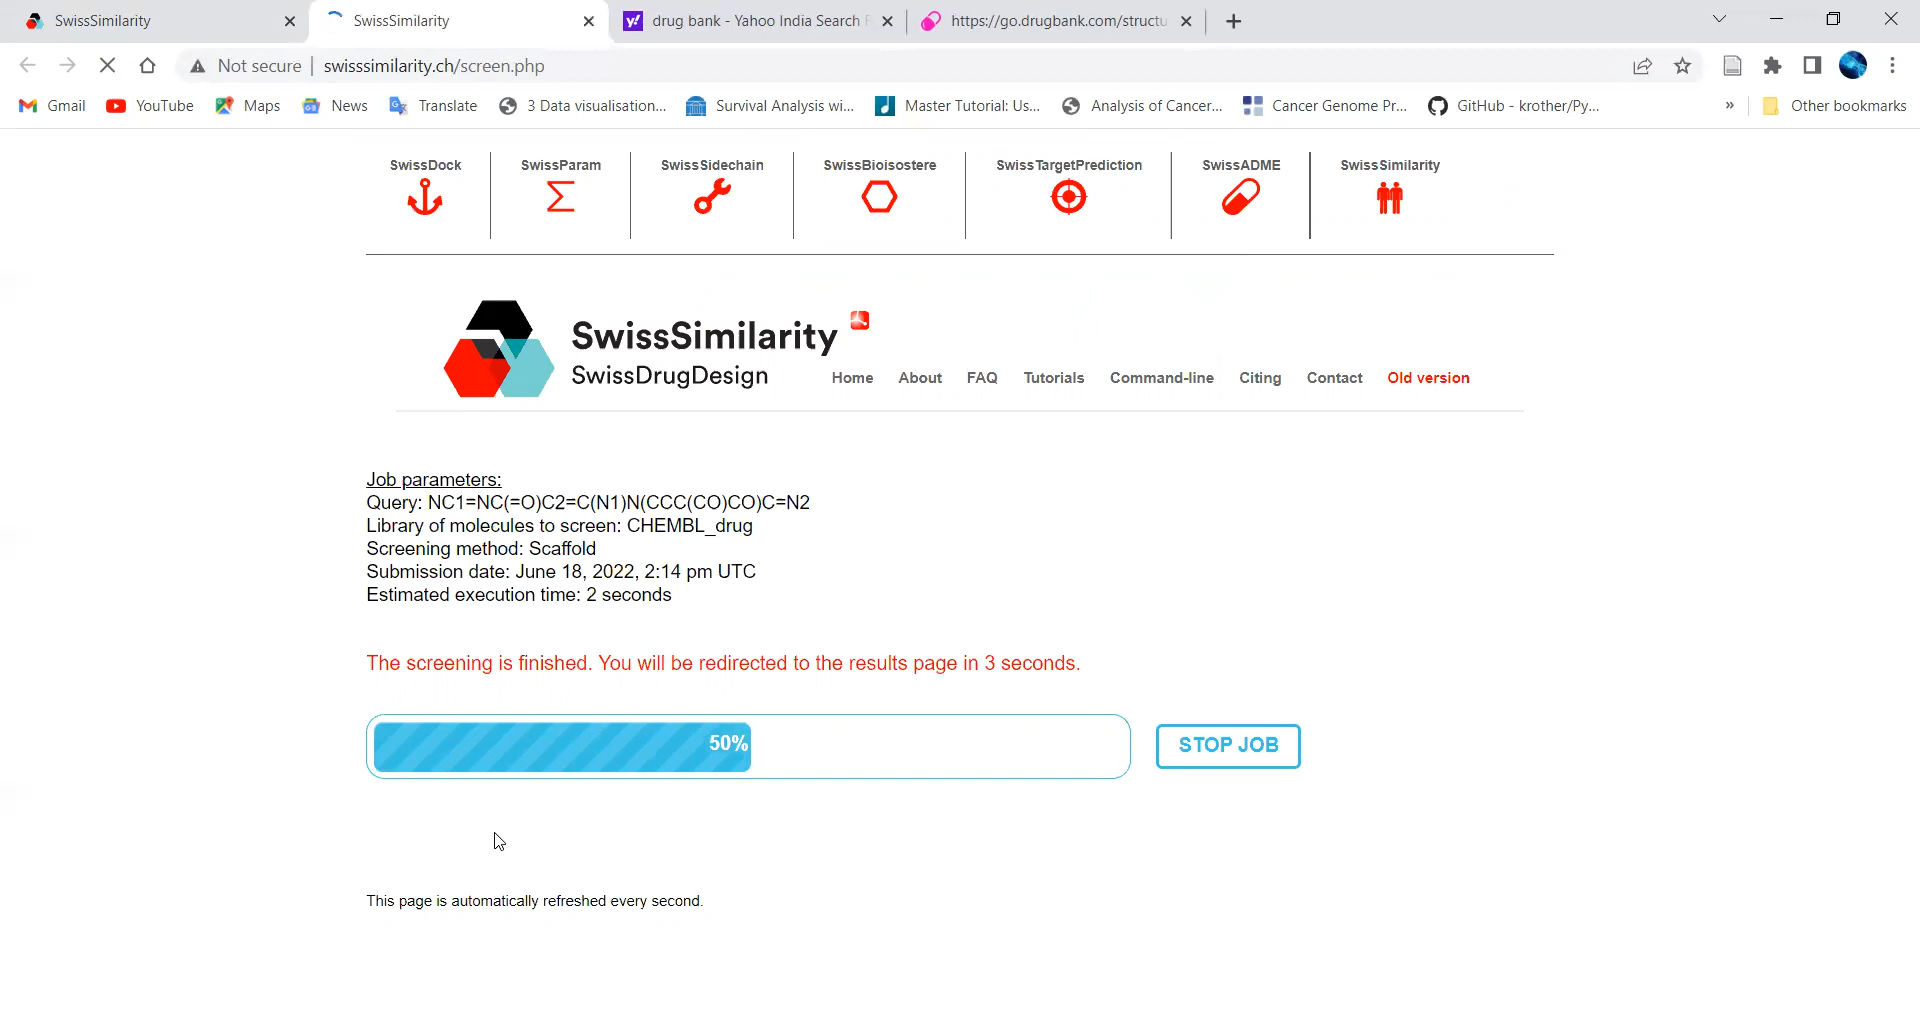 SwissSimilarity
SwissSimilarity
drug bank - Yahoo India Search R
https://go.drugbank.com/structu
Not secure | swisssimilarity.ch/screen.php
Gmail
YouTube
Maps
News
Translate
3 Data visualisation...
Survival Analysis wi...
Master Tutorial: Us...
Analysis of Cancer...
Cancer Genome Pr...
GitHub - krother/Py...
»
Other bookmarks
SwissDock
SwissParam
SwissSidechain
SwissBioisostere
SwissTargetPrediction
SwissADME
SwissSimilarity
SwissSimilarity
SwissDrugDesign
Home
About
FAQ
Tutorials
Command-line
Citing
Contact
Old version
Job parameters:
Query: NC1=NC(=O)C2=C(N1)N(CCC(CO)CO)C=N2
Library of molecules to screen: CHEMBL_drug
Screening method: Scaffold
Submission date: June 18, 2022, 2:14 pm UTC
Estimated execution time: 2 seconds
The screening is finished. You will be redirected to the results page in 3 seconds.
50%
STOP JOB
This page is automatically refreshed every second.